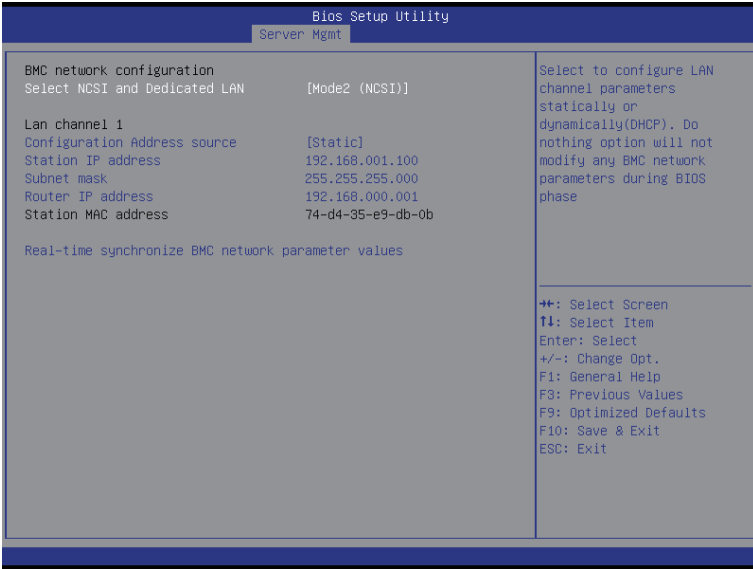 Bios Setup Utility
Server Mgmt
BMC network configuration
Select NCSI and Dedicated LAN [Mode2 (NCSI)]
Lan channel 1
Configuration Address source [Static]
Station IP address 192.168.001.100
Subnet mask 255.255.255.000
Router IP address 192.168.000.001
Station MAC address 74-d4-35-e9-db-0b
Real-time synchronize BMC network parameter values
Select to configure LAN
channel parameters
statically or
dynamically(DHCP). Do
nothing option will not
modify any BMC network
parameters during BIOS
phase
→←: Select Screen
↑↓: Select Item
Enter: Select
+/-: Change Opt.
F1: General Help
F3: Previous Values
F9: Optimized Defaults
F10: Save & Exit
ESC: Exit